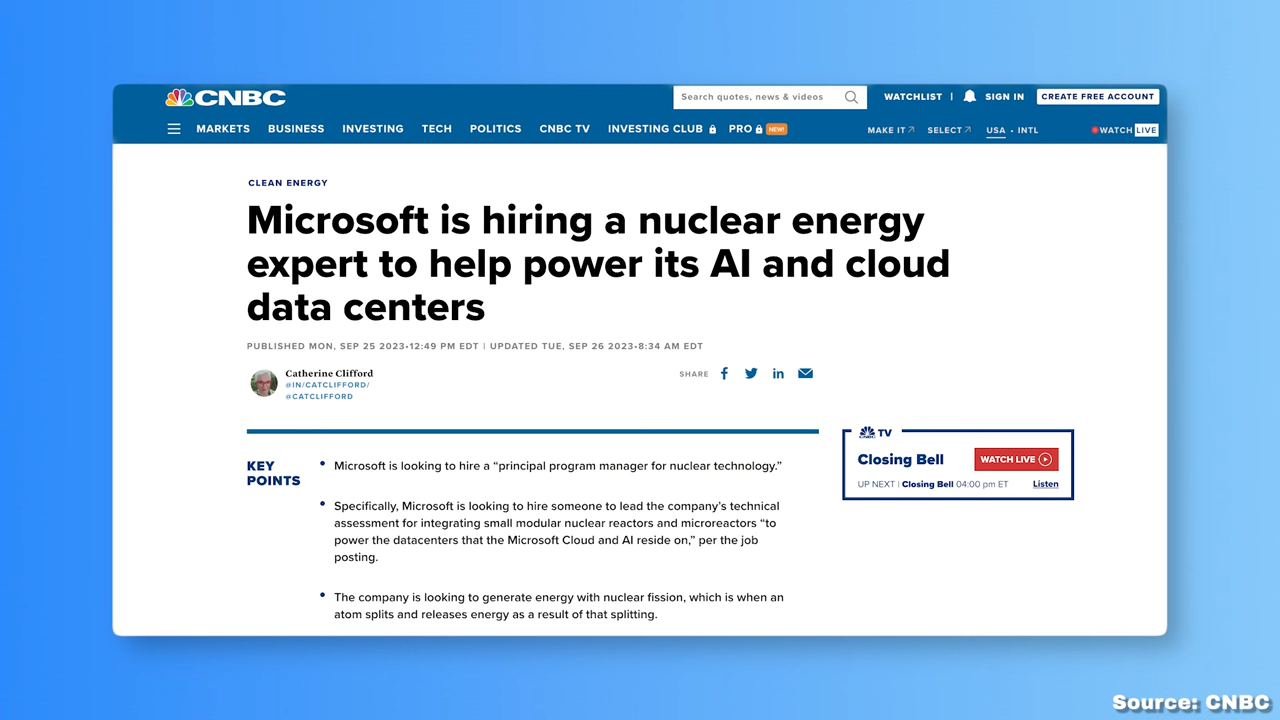 CNBC
Search quotes, news & videos
WATCHLIST | SIGN IN CREATE FREE ACCOUNT
MARKETS BUSINESS INVESTING TECH POLITICS CNBC TV INVESTING CLUB PRO NEW!
MAKE IT SELECT USA • INTL WATCH LIVE
CLEAN ENERGY
Microsoft is hiring a nuclear energy
expert to help power its AI and cloud
data centers
PUBLISHED MON, SEP 25 2023•12:49 PM EDT | UPDATED TUE, SEP 26 2023•8:34 AM EDT
Catherine Clifford
@IN/CATCLIFFORD/
@CATCLIFFORD
SHARE
KEY
POINTS
• Microsoft is looking to hire a “principal program manager for nuclear technology.”
• Specifically, Microsoft is looking to hire someone to lead the company’s technical
assessment for integrating small modular nuclear reactors and microreactors “to
power the datacenters that the Microsoft Cloud and AI reside on,” per the job
posting.
• The company is looking to generate energy with nuclear fission, which is when an
atom splits and releases energy as a result of that splitting.
CNBC TV
Closing Bell
WATCH LIVE
UP NEXT | Closing Bell 04:00 pm ET
Listen
Source: CNBC